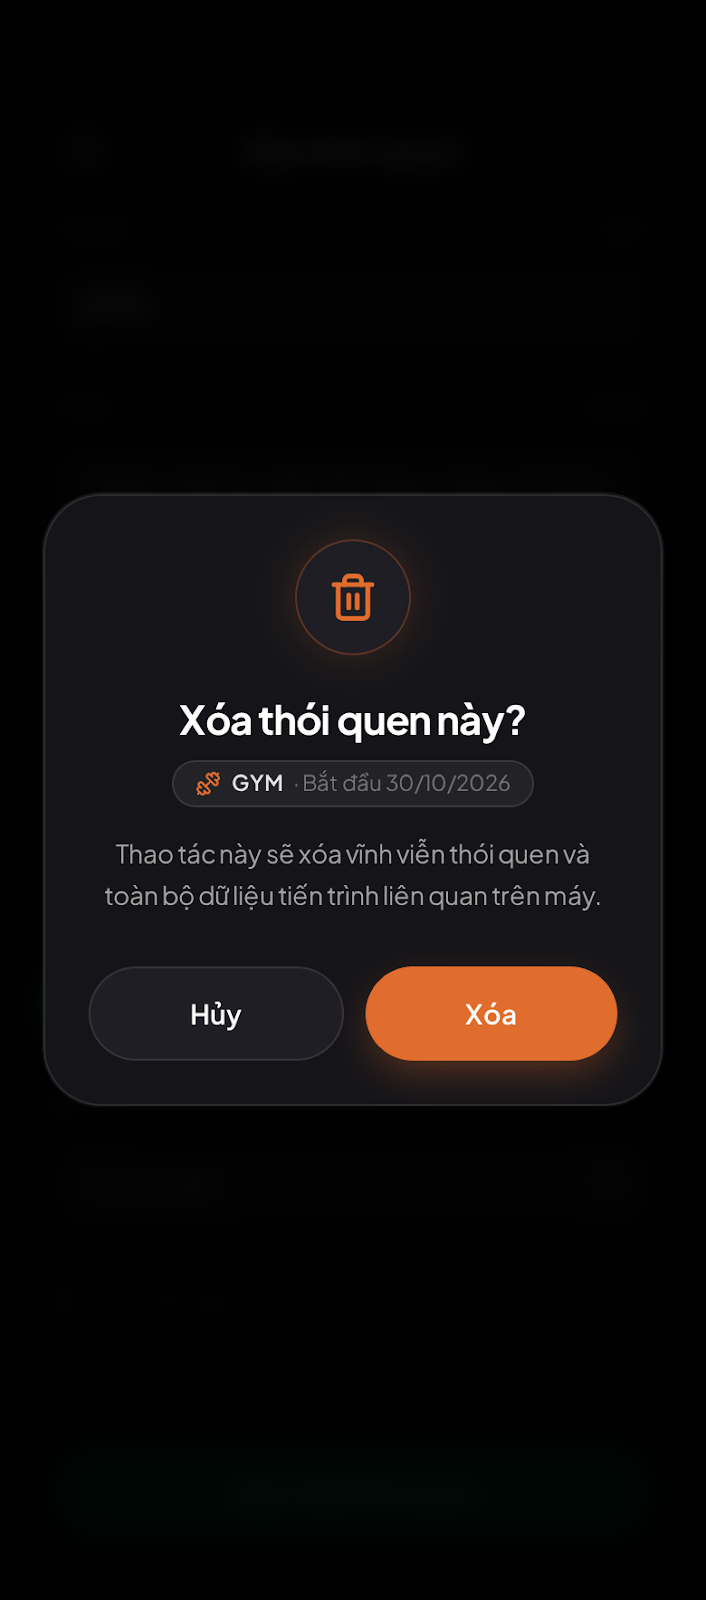 Xóa thói quen này?
GYM · Bắt đầu 30/10/2026
Thao tác này sẽ xóa vĩnh viễn thói quen và
toàn bộ dữ liệu tiến trình liên quan trên máy.
Hủy
Xóa